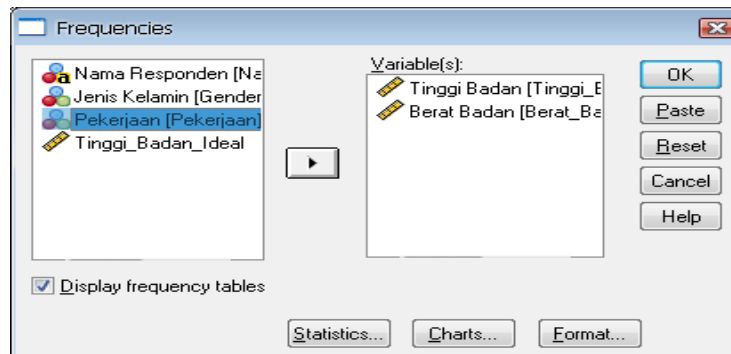 Frequencies
Nama Responden [Na
Jenis Kelamin [Gender
Pekerjaan [Pekerjaan]
Tinggi_Badan_Ideal
Variable(s):
Tinggi Badan [Tinggi_B
Berat Badan [Berat_Ba
OK
Paste
Reset
Cancel
Help
Display frequency tables
Statistics...
Charts...
Format...